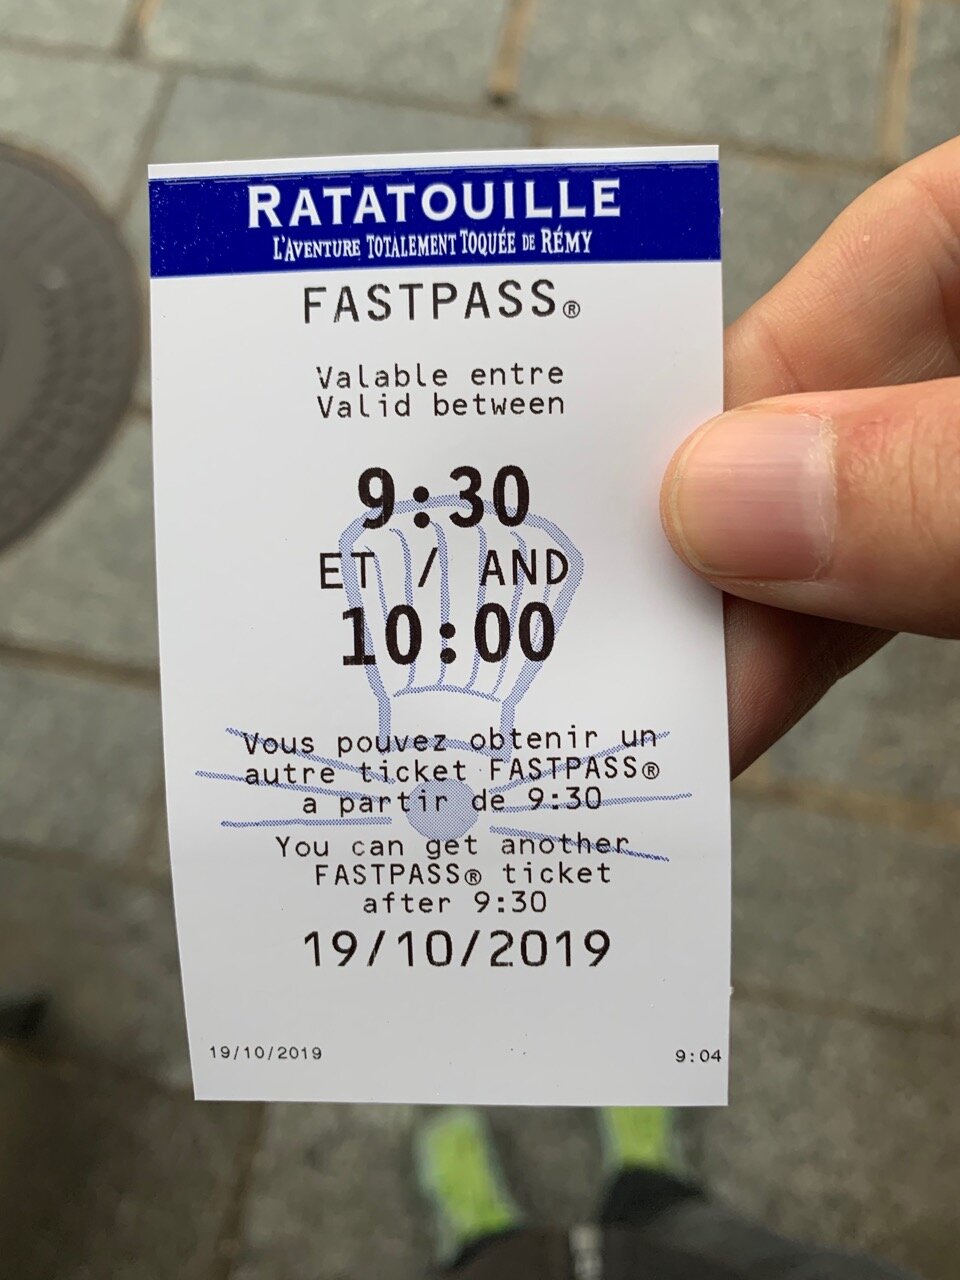 RATATOUILLE
L'AVENTURE TOTALEMENT TOQUÉE DE RÉMY
FASTPASS®
Valable entre
Valid between
9:30
ET / AND
10:00
Vous pouvez obtenir un
autre ticket FASTPASS®
a partir de 9:30
You can get another
FASTPASS® ticket
after 9:30
19/10/2019
19/10/2019 9:04